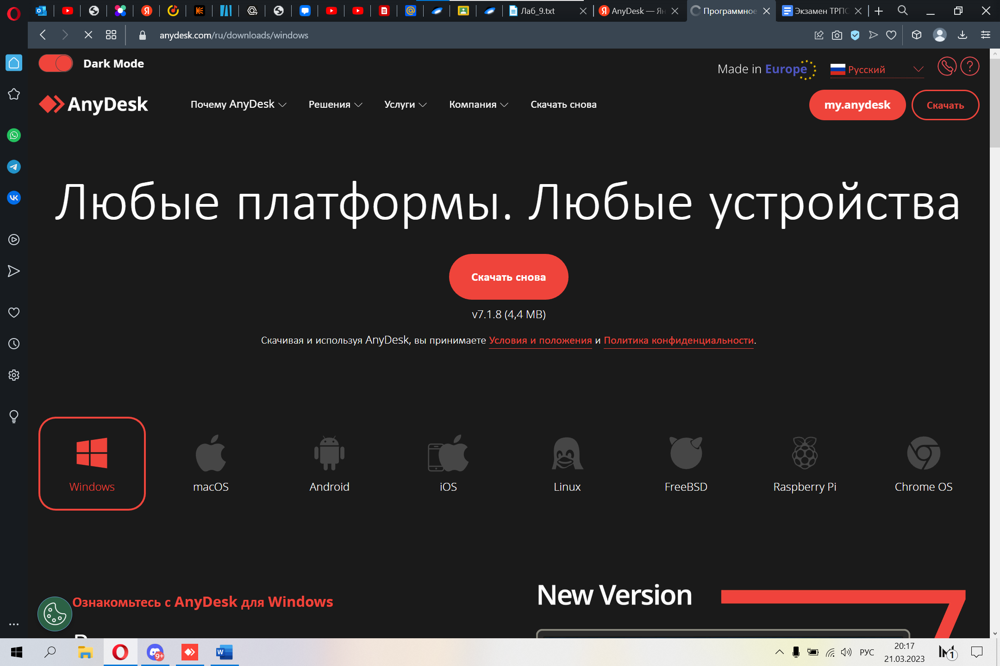 Лаб_9.txt
AnyDesk — Ян
Программное
Экзамен ТРПС
anydesk.com/ru/downloads/windows
Dark Mode
Made in Europe
Русский
AnyDesk
Почему AnyDesk
Решения
Услуги
Компания
Скачать снова
my.anydesk
Скачать
Любые платформы. Любые устройства
Скачать снова
v7.1.8 (4,4 MB)
Скачивая и используя AnyDesk, вы принимаете Условия и положения и Политика конфиденциальности.
Windows
macOS
Android
iOS
Linux
FreeBSD
Raspberry Pi
Chrome OS
Ознакомьтесь с AnyDesk для Windows
New Version
7
9+
РУС
20:17
21.03.2023
1